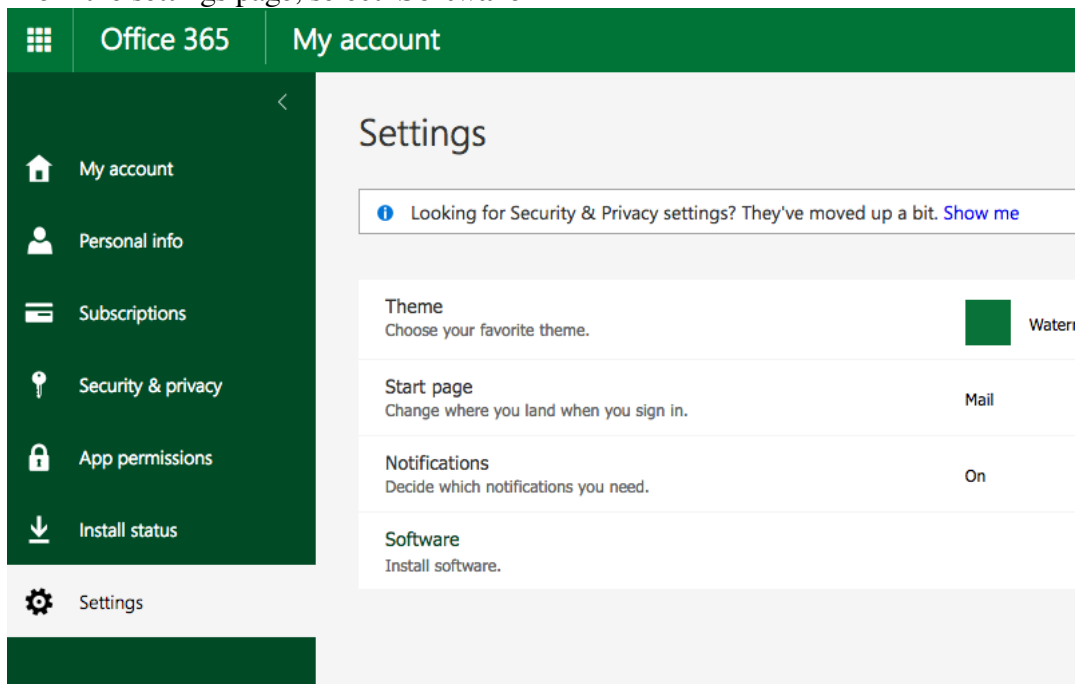 Office 365
My account
Settings
My account
Looking for Security & Privacy settings? They've moved up a bit. Show me
Personal info
Subscriptions
Theme
Choose your favorite theme.
Security & privacy
Start page
Change where you land when you sign in.
Mail
App permissions
Notifications
Decide which notifications you need.
On
Install status
Software
Install software.
Settings